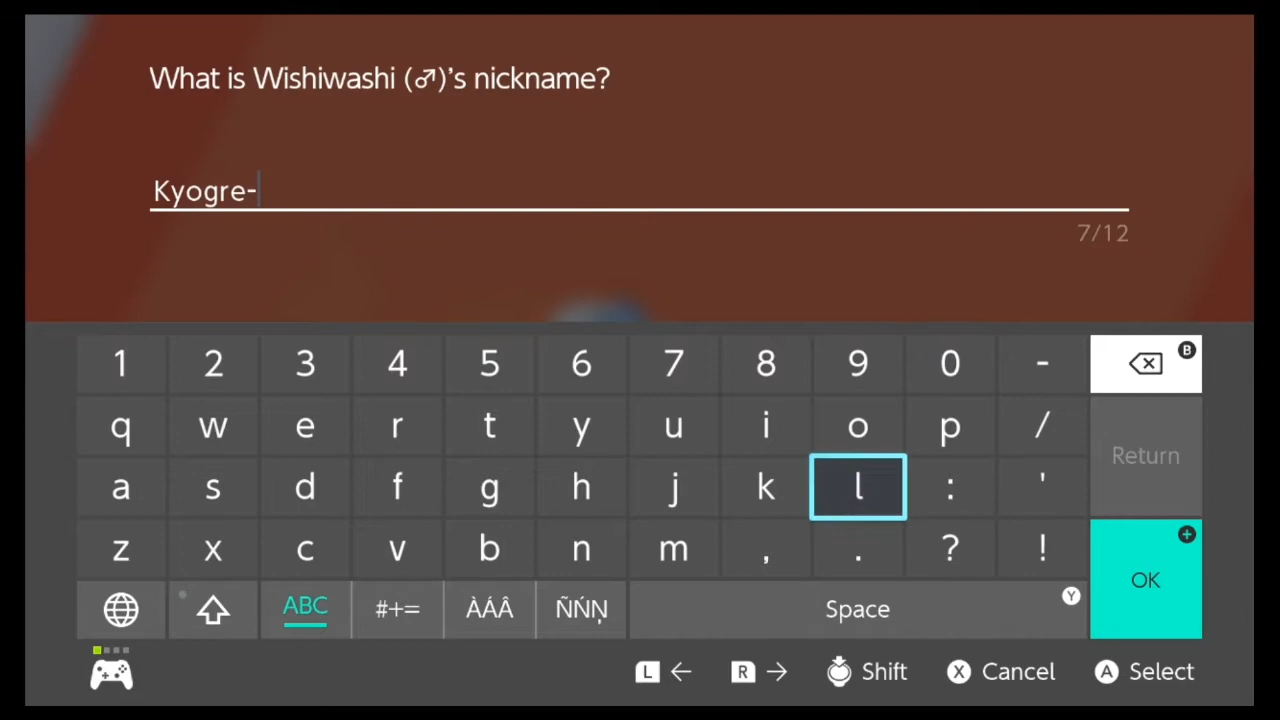 What is Wishiwashi (♂)'s nickname?
Kyogre-
7/12
1 2 3 4 5 6 7 8 9 0 - B
q w e r t y u i o p / Return
a s d f g h j k l : '
z x c v b n m , . ? ! + OK
ABC #+= ÀÁÂ ÑŃŅ Space Y
L ← R → Shift X Cancel A Select